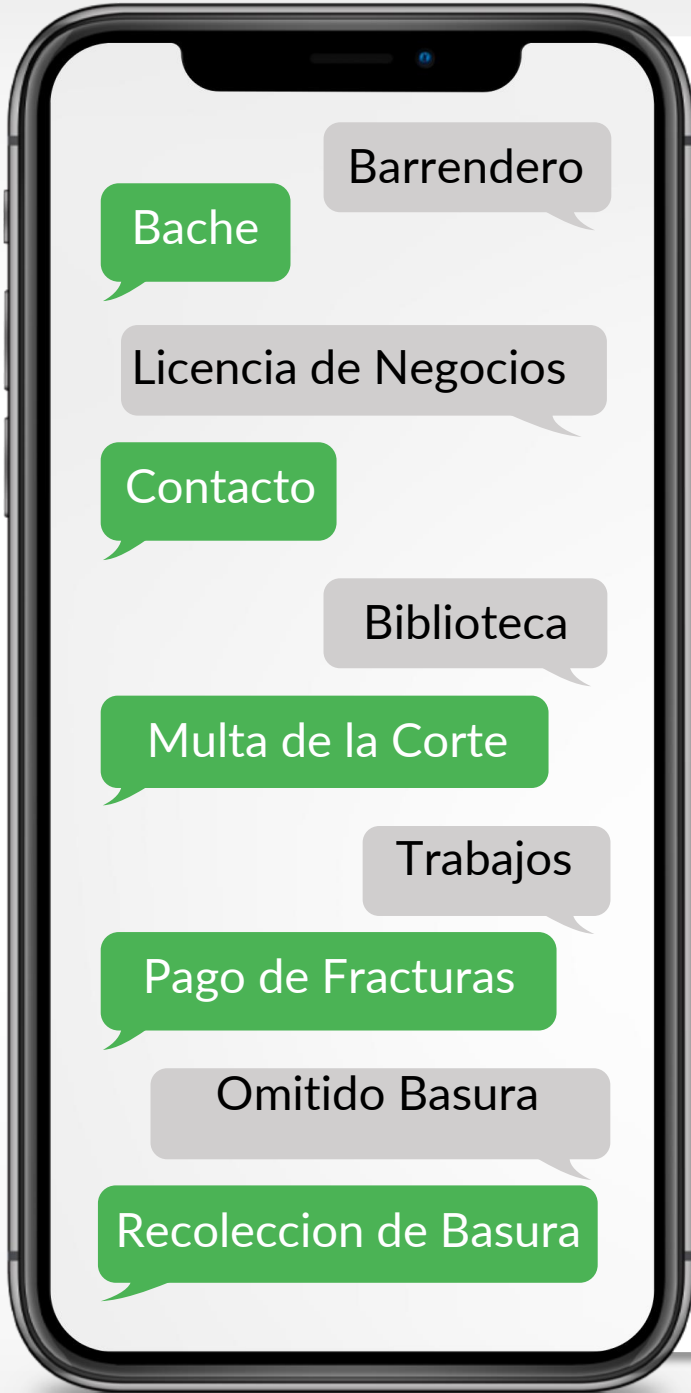 Barrendero
Bache
Licencia de Negocios
Contacto
Biblioteca
Multa de la Corte
Trabajos
Pago de Fracturas
Omitido Basura
Recoleccion de Basura